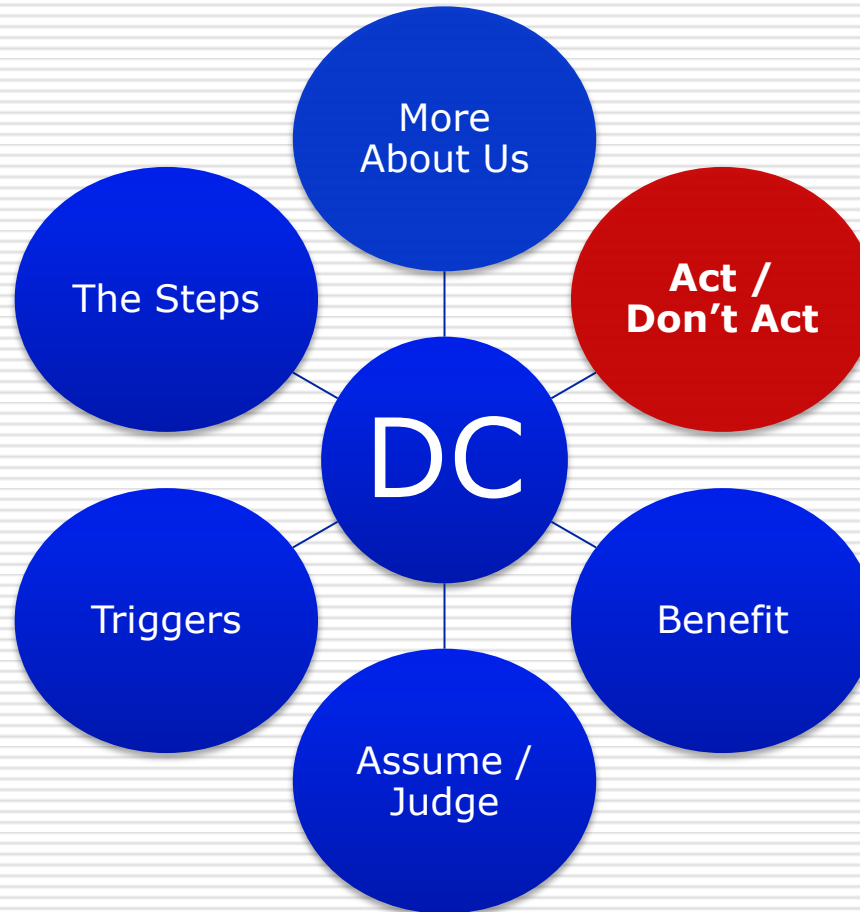 More
About Us
Act /
Don’t Act
The Steps
DC
Triggers
Benefit
Assume /
Judge